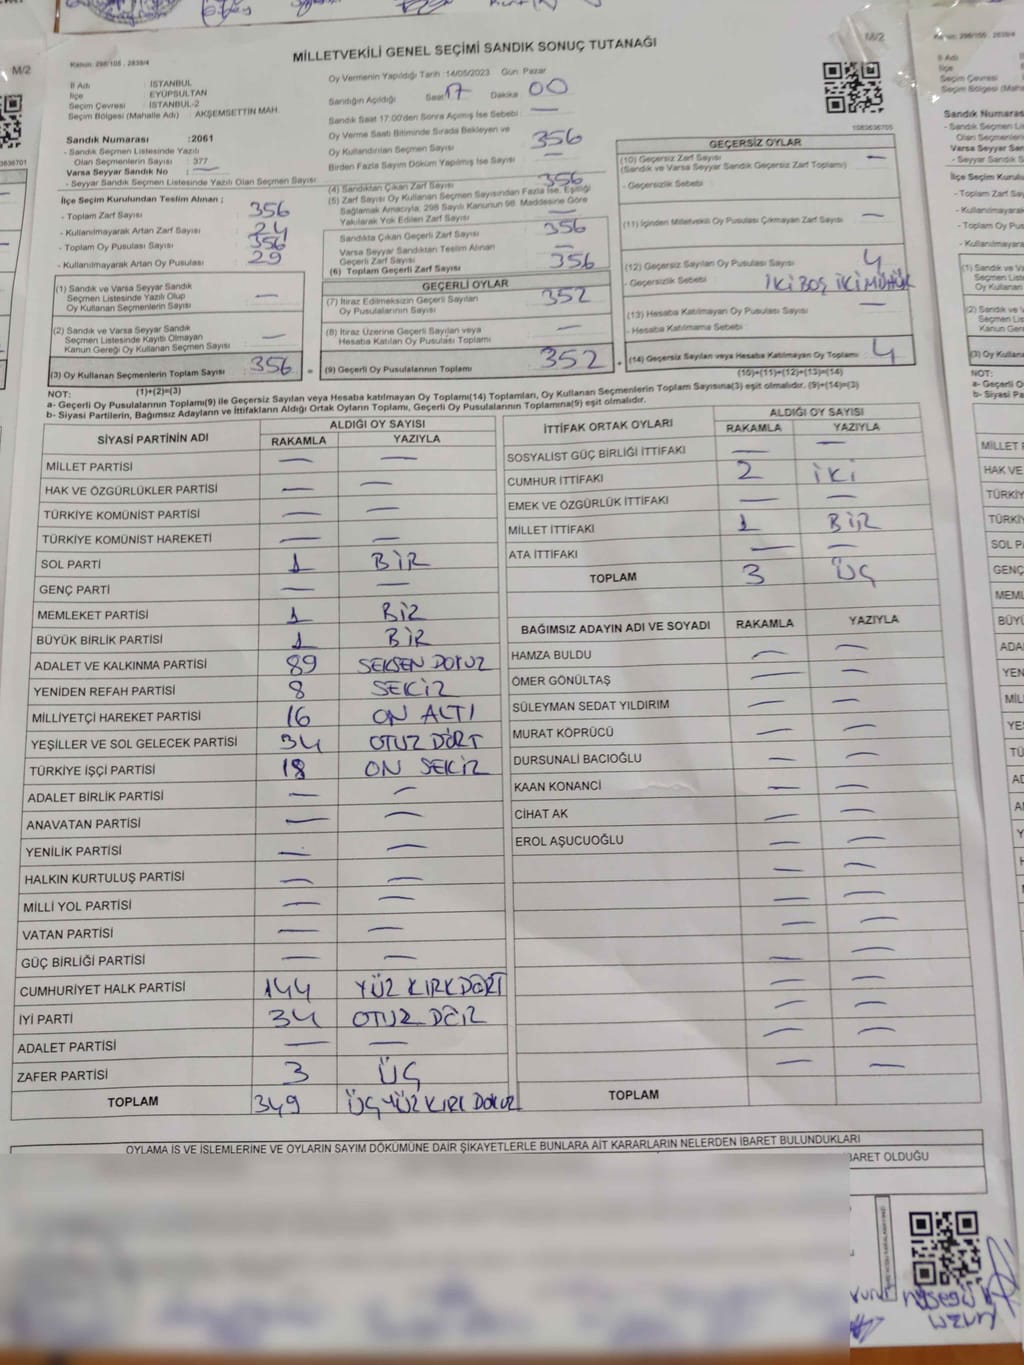 MİLLETVEKİLİ GENEL SEÇİMİ SANDIK SONUÇ TUTANAĞI
M/2
Kanun: 298/105 , 2839/4
İl Adı : İSTANBUL
İlçe : EYÜPSULTAN
Seçim Çevresi : İSTANBUL-2
Seçim Bölgesi (Mahalle Adı) : AKŞEMSETTİN MAH.
Sandık Numarası :2061
- Sandık Seçmen Listesinde Yazılı
Olan Seçmenlerin Sayısı : 377
Varsa Seyyar Sandık No : —
- Seyyar Sandık Seçmen Listesinde Yazılı Olan Seçmen Sayısı :
İlçe Seçim Kurulundan Teslim Alınan ;
- Toplam Zarf Sayısı 356
- Kullanılmayarak Artan Zarf Sayısı 24
- Toplam Oy Pusulası Sayısı 356
- Kullanılmayarak Artan Oy Pusulası : 29
(1) Sandık ve Varsa Seyyar Sandık
Seçmen Listesinde Yazılı Olup
Oy Kullanan Seçmenlerin Sayısı —
(2) Sandık ve Varsa Seyyar Sandık
Seçmen Listesinde Kayıtlı Olmayan
Kanun Gereği Oy Kullanan Seçmen Sayısı —
(3) Oy Kullanan Seçmenlerin Toplam Sayısı : 356
(1)+(2)=(3)
Oy Vermenin Yapıldığı Tarih :14/05/2023 Gün: Pazar
Sandığın Açıldığı Saat 17 Dakika 00
Sandık Saat 17:00'den Sonra Açılmış İse Sebebi : —
Oy Verme Saati Bitiminde Sırada Bekleyen ve
Oy Kullandırılan Seçmen Sayısı 356
Birden Fazla Sayım Döküm Yapılmış İse Sayısı —
(4) Sandıktan Çıkan Zarf Sayısı 356
(5) Zarf Sayısı Oy Kullanan Seçmen Sayısından Fazla İse, Eşitliği
Sağlamak Amacıyla; 298 Sayılı Kanunun 98. Maddesine Göre
Yakılarak Yok Edilen Zarf Sayısı
Sandıkta Çıkan Geçerli Zarf Sayısı 356
Varsa Seyyar Sandıktan Teslim Alınan
Geçerli Zarf Sayısı —
(6) Toplam Geçerli Zarf Sayısı 356
GEÇERLİ OYLAR
(7) İtiraz Edilmeksizin Geçerli Sayılan
Oy Pusulalarının Sayısı 352
(8) İtiraz Üzerine Geçerli Sayılan veya
Hesaba Katılan Oy Pusulası Toplamı —
(9) Geçerli Oy Pusulalarının Toplamı 352
1083636705
GEÇERSİZ OYLAR
(10) Geçersiz Zarf Sayısı —
(Sandık ve Varsa Seyyar Sandık Geçersiz Zarf Toplamı)
- Geçersizlik Sebebi :
(11) İçinden Milletvekili Oy Pusulası Çıkmayan Zarf Sayısı —
(12) Geçersiz Sayılan Oy Pusulası Sayısı 4
- Geçersizlik Sebebi : İKİ BOŞ İKİ MÜHÜR
(13) Hesaba Katılmayan Oy Pusulası Sayısı —
- Hesaba Katılmama Sebebi :
(14) Geçersiz Sayılan veya Hesaba Katılmayan Oy Toplamı 4
(10)+(11)+(12)+(13)=(14)
NOT:
a- Geçerli Oy Pusulalarının Toplamı(9) ile Geçersiz Sayılan veya Hesaba katılmayan Oy Toplamı(14) Toplamları, Oy Kullanan Seçmenlerin Toplam Sayısına(3) eşit olmalıdır. (9)+(14)=(3)
b- Siyasi Partilerin, Bağımsız Adayların ve İttifakların Aldığı Ortak Oyların Toplamı, Geçerli Oy Pusulalarının Toplamına(9) eşit olmalıdır.
SİYASİ PARTİNİN ADI ALDIĞI OY SAYISI
RAKAMLA YAZIYLA
MİLLET PARTİSİ — —
HAK VE ÖZGÜRLÜKLER PARTİSİ — —
TÜRKİYE KOMÜNİST PARTİSİ — —
TÜRKİYE KOMÜNİST HAREKETİ — —
SOL PARTİ 1 BİR
GENÇ PARTİ — —
MEMLEKET PARTİSİ 1 BİR
BÜYÜK BİRLİK PARTİSİ 1 BİR
ADALET VE KALKINMA PARTİSİ 89 SEKSEN DOKUZ
YENİDEN REFAH PARTİSİ 8 SEKİZ
MİLLİYETÇİ HAREKET PARTİSİ 16 ON ALTI
YEŞİLLER VE SOL GELECEK PARTİSİ 34 OTUZ DÖRT
TÜRKİYE İŞÇİ PARTİSİ 18 ON SEKİZ
ADALET BİRLİK PARTİSİ — —
ANAVATAN PARTİSİ — —
YENİLİK PARTİSİ — —
HALKIN KURTULUŞ PARTİSİ — —
MİLLİ YOL PARTİSİ — —
VATAN PARTİSİ — —
GÜÇ BİRLİĞİ PARTİSİ — —
CUMHURİYET HALK PARTİSİ 144 YÜZ KIRK DÖRT
İYİ PARTİ 34 OTUZ
ADALET PARTİSİ — —
ZAFER PARTİSİ 3 ÜÇ
TOPLAM 349 ÜÇ YÜZ KIRK DOKUZ
İTTİFAK ORTAK OYLARI ALDIĞI OY SAYISI
RAKAMLA YAZIYLA
SOSYALİST GÜÇ BİRLİĞİ İTTİFAKI — —
CUMHUR İTTİFAKI 2 İKİ
EMEK VE ÖZGÜRLÜK İTTİFAKI — —
MİLLET İTTİFAKI 1 BİR
ATA İTTİFAKI — —
TOPLAM 3 ÜÇ
BAĞIMSIZ ADAYIN ADI VE SOYADI RAKAMLA YAZIYLA
HAMZA BULDU — —
ÖMER GÖNÜLTAŞ — —
SÜLEYMAN SEDAT YILDIRIM — —
MURAT KÖPRÜCÜ — —
DURSUNALİ BACIOĞLU — —
KAAN KONANCİ — —
CİHAT AK — —
EROL AŞUCUOĞLU — —
TOPLAM
OYLAMA İŞ VE İŞLEMLERİNE VE OYLARIN SAYIM DÖKÜMÜNE DAİR ŞİKAYETLERLE BUNLARA AİT KARARLARIN NELERDEN İBARET BULUNDUKLARI
BARET OLDUĞU